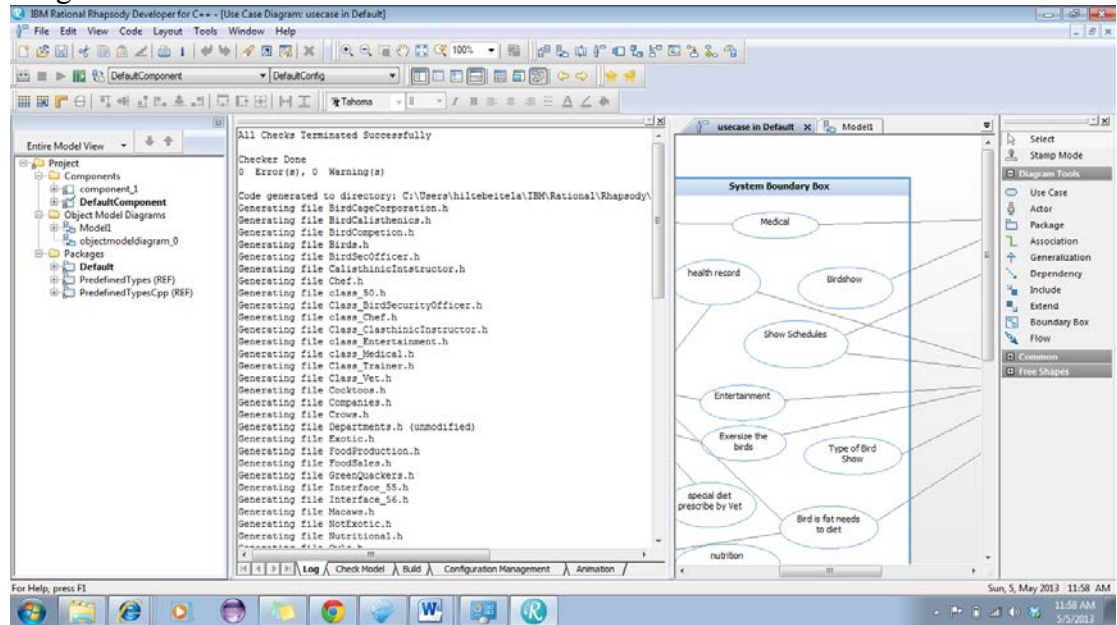 IBM Rational Rhapsody Developer for C++ - [Use Case Diagram: usecase in Default]
File Edit View Code Layout Tools Window Help
100%
DefaultComponent DefaultConfig
Tahoma 8
Entire Model View
Project
Components
component_1
DefaultComponent
Object Model Diagrams
Model1
objectmodeldiagram_0
Packages
Default
PredefinedTypes (REF)
PredefinedTypesCpp (REF)
All Checks Terminated Successfully
Checker Done
0 Error(s), 0 Warning(s)
Code generated to directory: C:\Users\hiltebeitela\IBM\Rational\Rhapsody\
Generating file BirdCageCorporation.h
Generating file BirdCalisthenics.h
Generating file BirdCompetion.h
Generating file Birds.h
Generating file BirdSecOfficer.h
Generating file CalisthinicIntatructor.h
Generating file Chef.h
Generating file class_50.h
Generating file Class_BirdSecurityOfficer.h
Generating file class_Chef.h
Generating file Class_ClasthinicInstructor.h
Generating file class_Entertainment.h
Generating file class_Medical.h
Generating file Class_Trainer.h
Generating file Class_Vet.h
Generating file Cocktoos.h
Generating file Companies.h
Generating file Crows.h
Generating file Departments.h (unmodified)
Generating file Exotic.h
Generating file FoodProduction.h
Generating file FoodSales.h
Generating file GreenQuackers.h
Generating file Interface_55.h
Generating file Interface_56.h
Generating file Macaws.h
Generating file NotExotic.h
Generating file Nutritional.h
Log Check Model Build Configuration Management Animation
usecase in Default Model1
System Boundary Box
Medical
health record
Birdshow
Show Schedules
Entertainment
Exersize the
birds
Type of Bird
Show
special diet
prescribe by Vet
Bird is fat needs
to diet
nutrition
Select
Stamp Mode
Diagram Tools
Use Case
Actor
Package
Association
Generalization
Dependency
Include
Extend
Boundary Box
Flow
Common
Free Shapes
For Help, press F1
Sun, 5, May 2013 11:58 AM
11:58 AM
5/5/2013